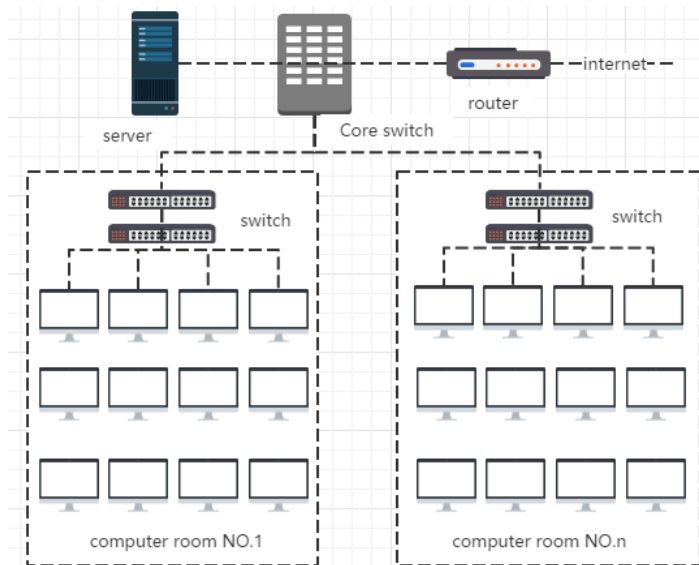 internet
router
server
Core switch
switch
switch
computer room NO.1
computer room NO.n